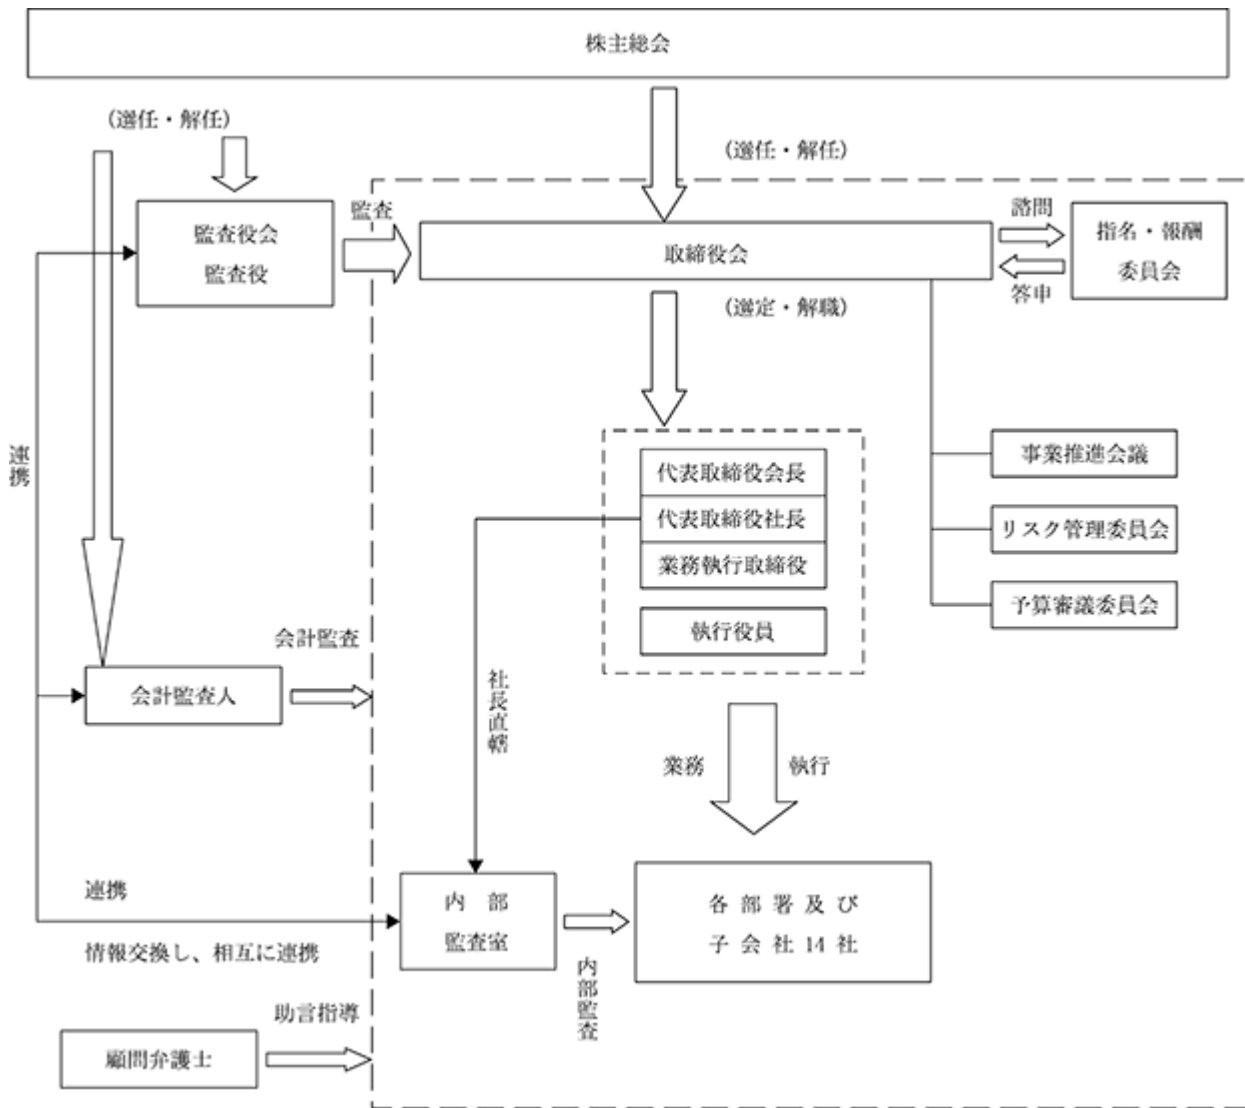 株主総会
(選任・解任)
(選任・解任)
監査役会
監査役
監査
取締役会
諮問
答申
指名・報酬
委員会
(選定・解職)
連携
代表取締役会長
代表取締役社長
業務執行取締役
執行役員
事業推進会議
リスク管理委員会
予算審議委員会
会計監査
会計監査人
社長直轄
業務
執行
連携
情報交換し、相互に連携
内 部
監査室
内部監査
各 部 署 及 び
子 会 社 14 社
助言指導
顧問弁護士